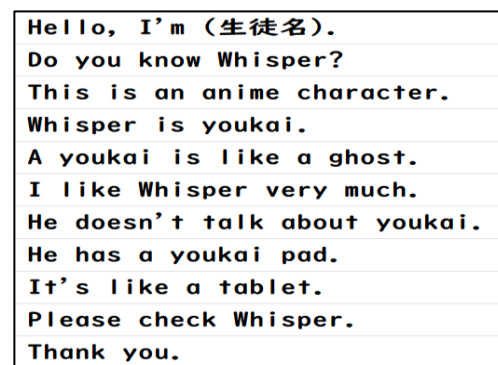 Hello, I'm (生徒名).
Do you know Whisper?
This is an anime character.
Whisper is youkai.
A youkai is like a ghost.
I like Whisper very much.
He doesn't talk about youkai.
He has a youkai pad.
It's like a tablet.
Please check Whisper.
Thank you.